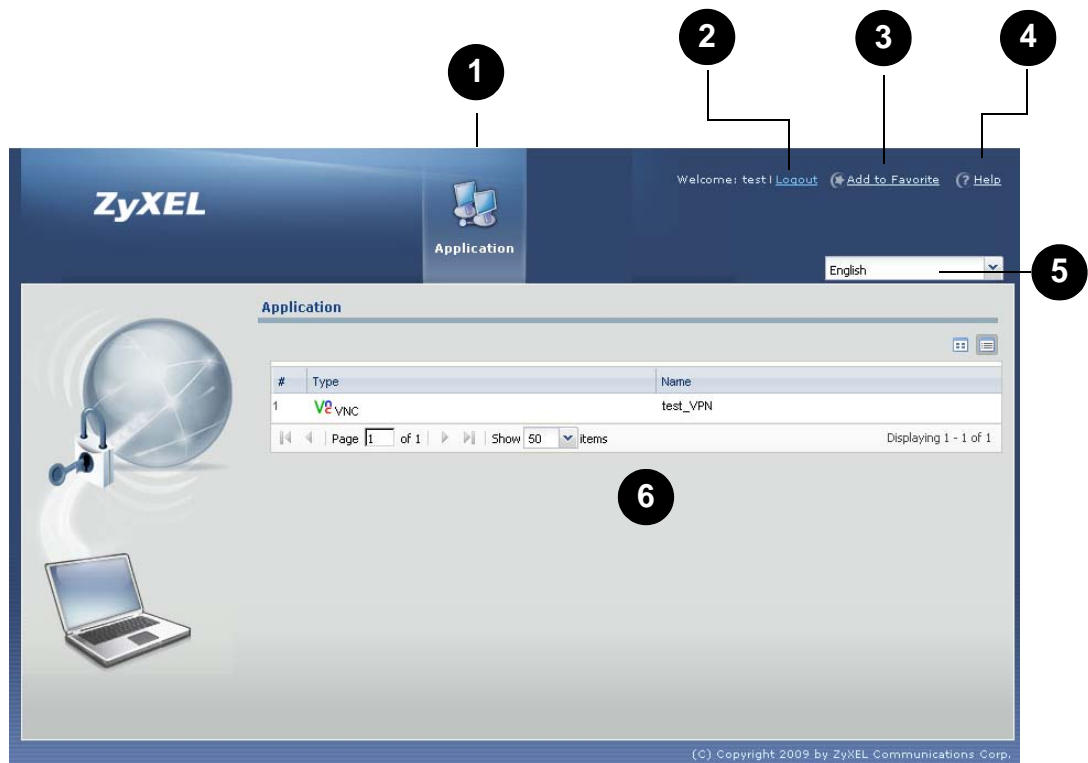 2 3 4
1
Welcome: test | Logout Add to Favorite ? Help
ZyXEL
Application
English 5
Application
# Type Name
1 VNC test_VPN
Page 1 of 1 Show 50 items Displaying 1 - 1 of 1
6
(C) Copyright 2009 by ZyXEL Communications Corp.